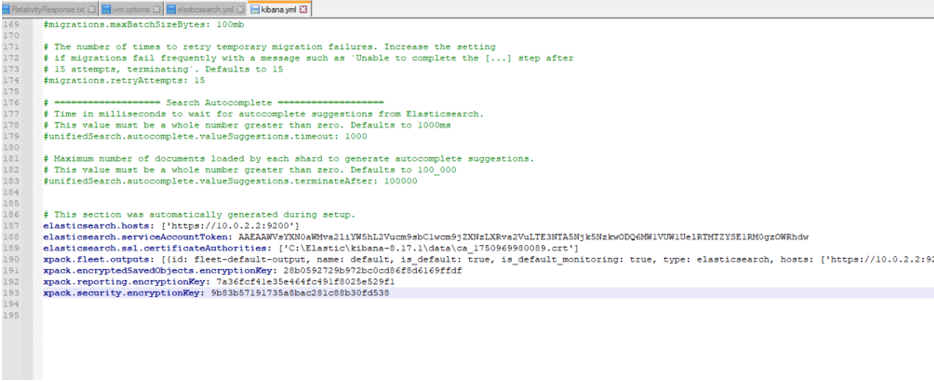 RelativityResponse.txt jvm.options elasticsearch.yml kibana.yml
169 #migrations.maxBatchSizeBytes: 100mb
170
171 # The number of times to retry temporary migration failures. Increase the setting
172 # if migrations fail frequently with a message such as `Unable to complete the [...] step after
173 # 15 attempts, terminating`. Defaults to 15
174 #migrations.retryAttempts: 15
175
176 # =================== Search Autocomplete ===================
177 # Time in milliseconds to wait for autocomplete suggestions from Elasticsearch.
178 # This value must be a whole number greater than zero. Defaults to 1000ms
179 #unifiedSearch.autocomplete.valueSuggestions.timeout: 1000
180
181 # Maximum number of documents loaded by each shard to generate autocomplete suggestions.
182 # This value must be a whole number greater than zero. Defaults to 100_000
183 #unifiedSearch.autocomplete.valueSuggestions.terminateAfter: 100000
184
185
186 # This section was automatically generated during setup.
187 elasticsearch.hosts: ['https://10.0.2.2:9200']
188 elasticsearch.serviceAccountToken:
189 elasticsearch.ssl.certificateAuthorities: ['C:\Elastic\kibana-8.17.1\data\ca_1750969980089.crt']
190 xpack.fleet.outputs: [{id: fleet-default-output, name: default, is_default: true, is_default_monitoring: true, type: elasticsearch, hosts: ['https://10.0.2.2:92
191 xpack.encryptedSavedObjects.encryptionKey: 28b0592729b972bc0cd86f8d6169ffdf
192 xpack.reporting.encryptionKey: 7a36fcf41e35e464fc491f8025e529f1
193 xpack.security.encryptionKey: 9b83b57191735a8bac281c88b30fd538
194
195